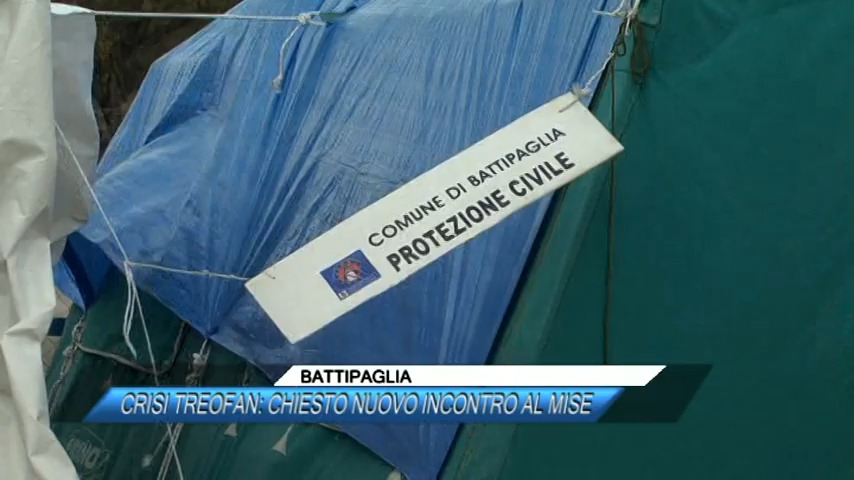 COMUNE DI BATTIPAGLIA
PROTEZIONE CIVILE
BATTIPAGLIA
CRISI TREOFAN: CHIESTO NUOVO INCONTRO AL MISE